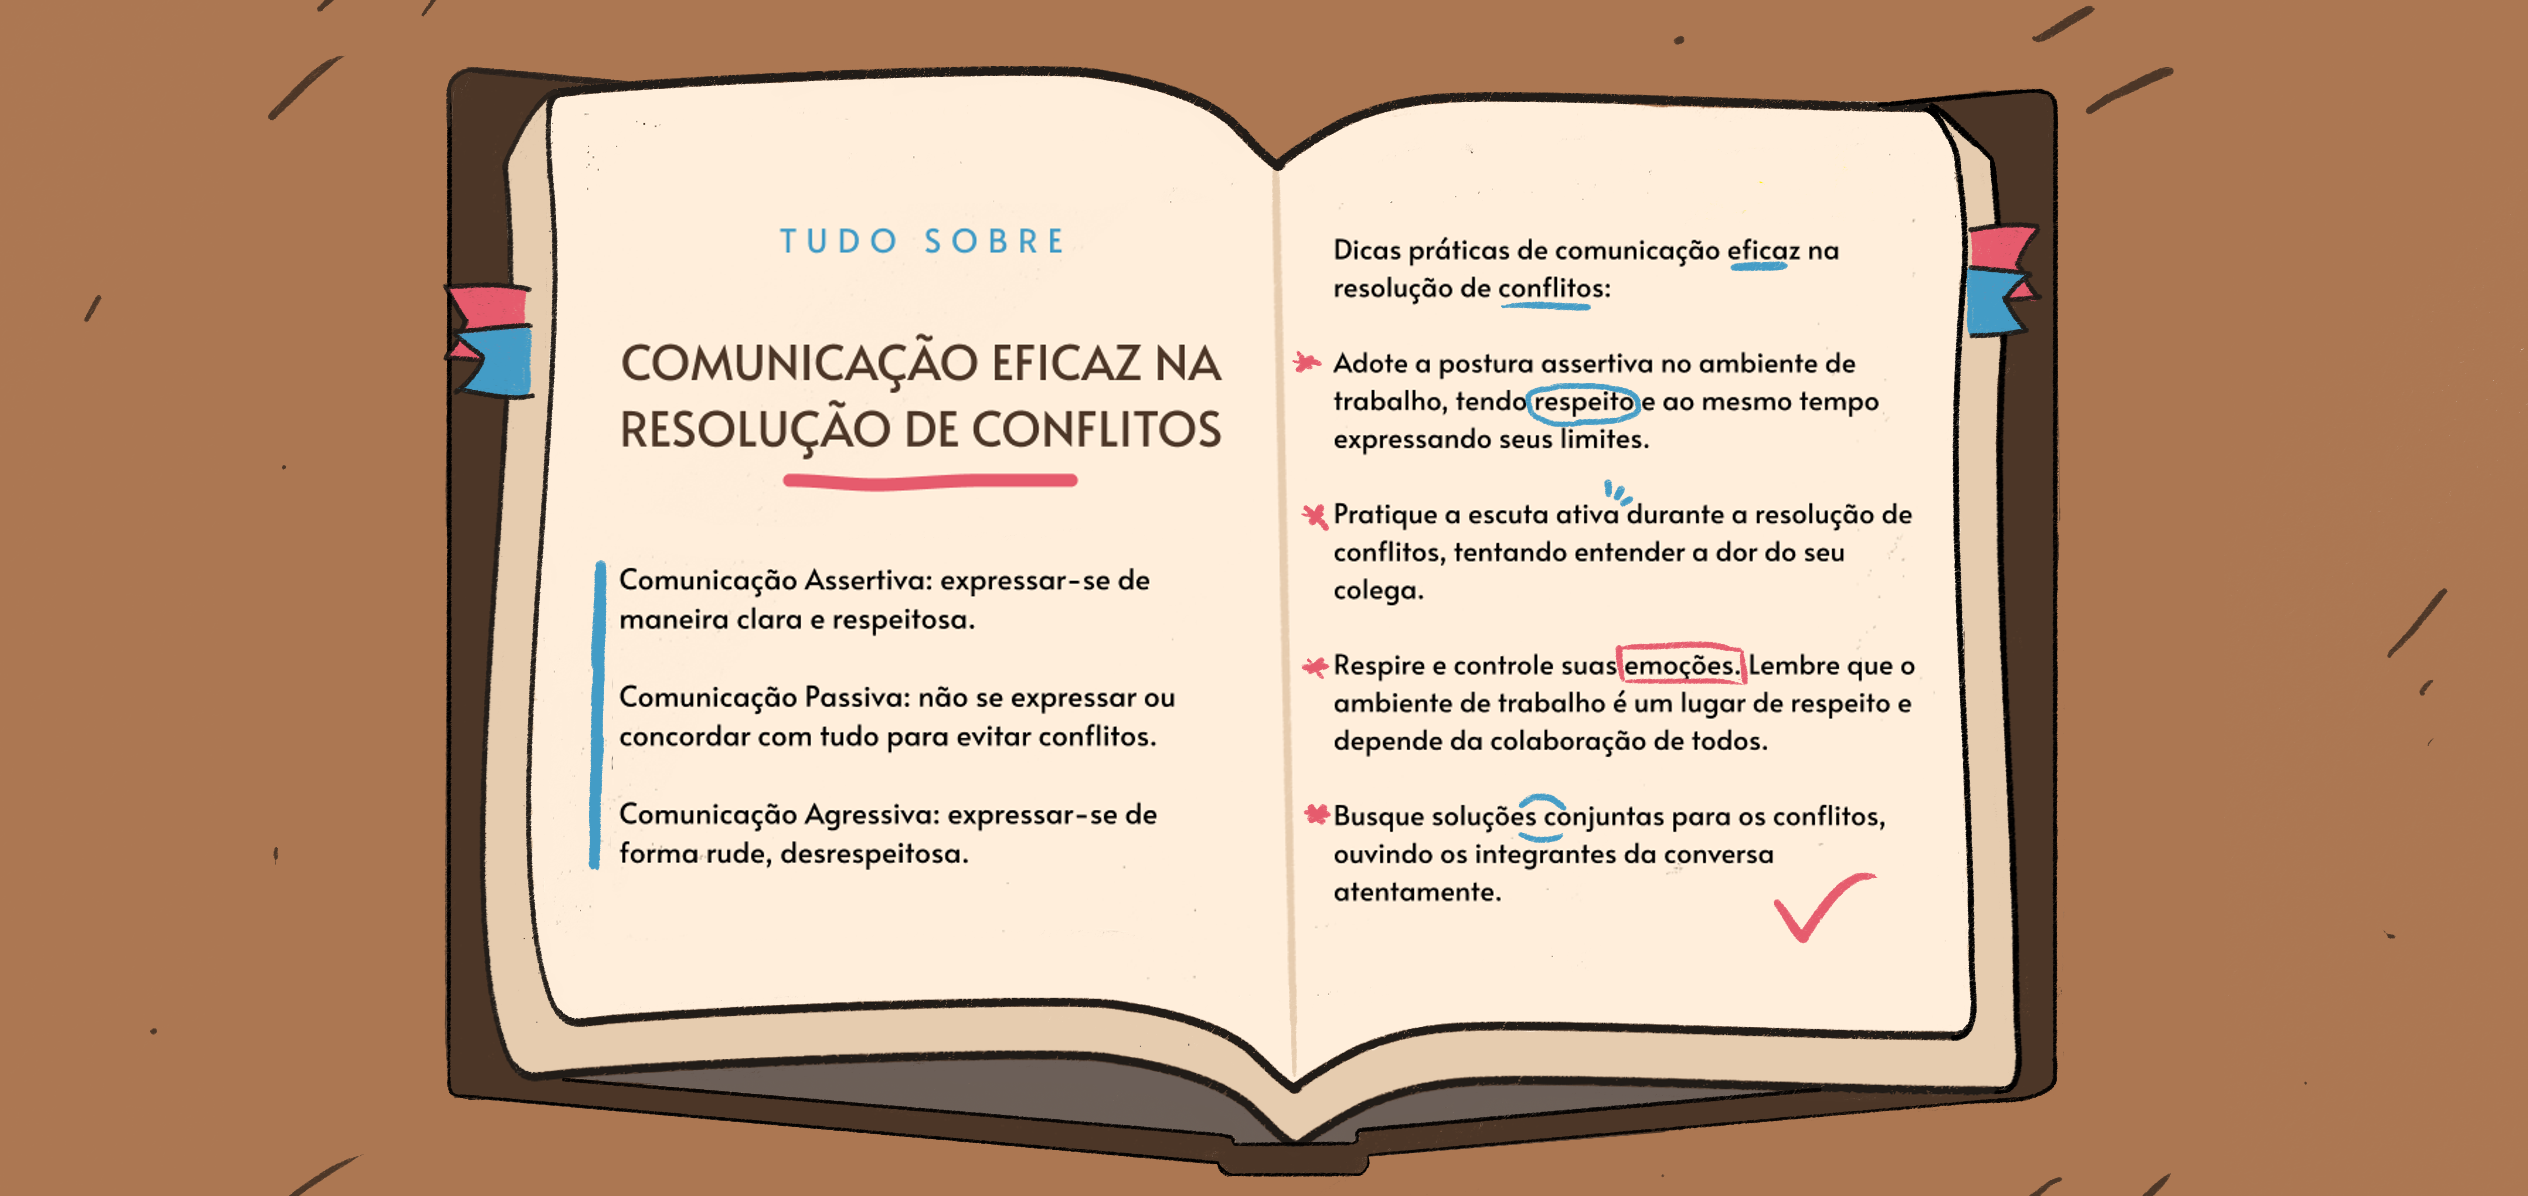 TUDO SOBRE
COMUNICAÇÃO EFICAZ NA
RESOLUÇÃO DE CONFLITOS
Comunicação Assertiva: expressar-se de
maneira clara e respeitosa.
Comunicação Passiva: não se expressar ou
concordar com tudo para evitar conflitos.
Comunicação Agressiva: expressar-se de
forma rude, desrespeitosa.
Dicas práticas de comunicação eficaz na
resolução de conflitos:
Adote a postura assertiva no ambiente de
trabalho, tendo respeito e ao mesmo tempo
expressando seus limites.
Pratique a escuta ativa durante a resolução de
conflitos, tentando entender a dor do seu
colega.
Respire e controle suas emoções. Lembre que o
ambiente de trabalho é um lugar de respeito e
depende da colaboração de todos.
Busque soluções conjuntas para os conflitos,
ouvindo os integrantes da conversa
atentamente.